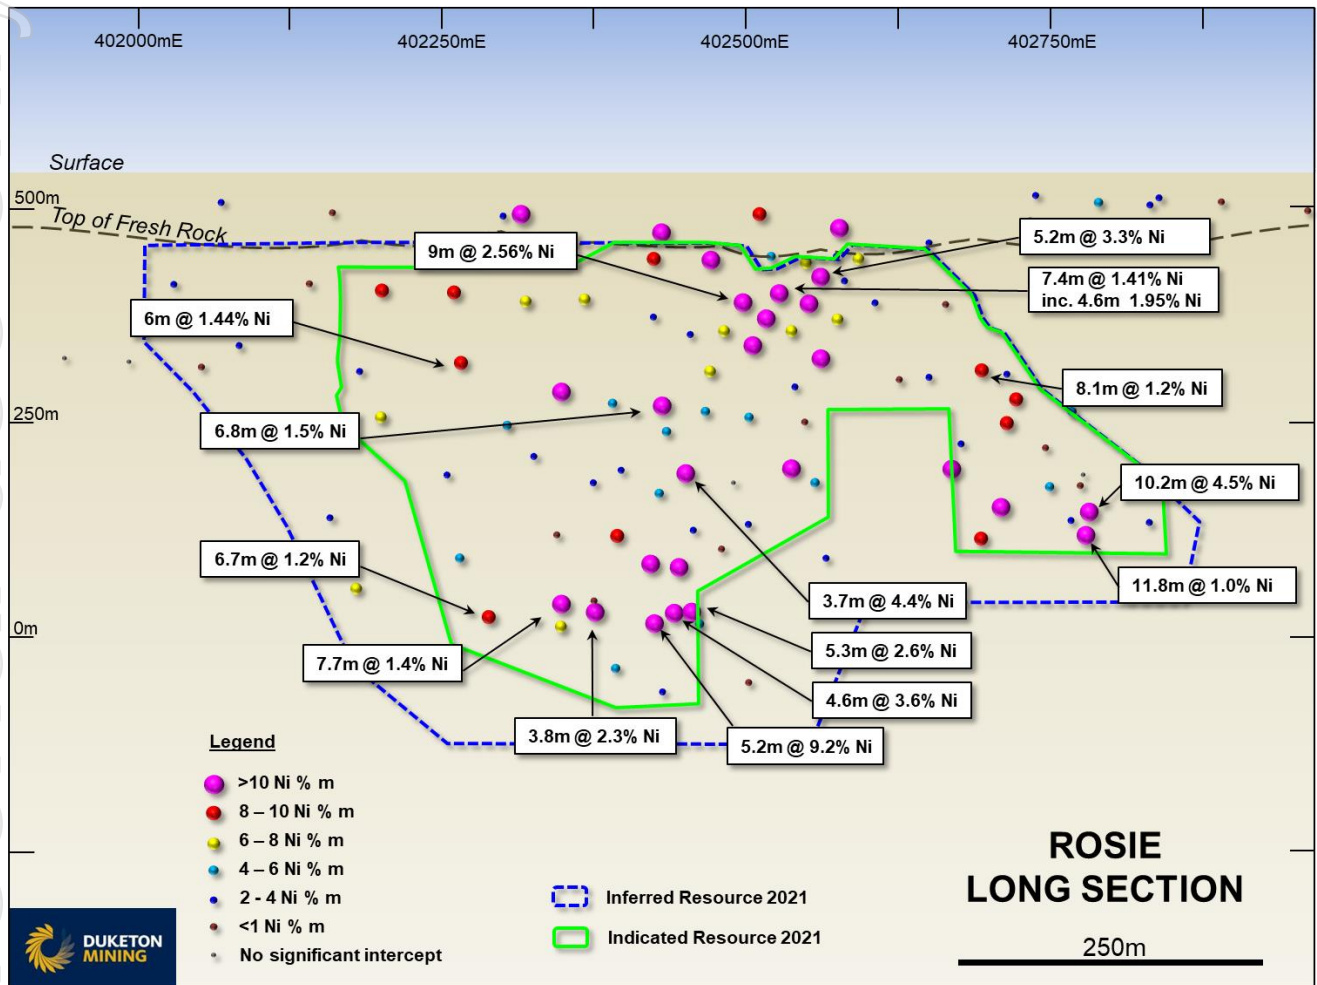 402000mE
402250mE
402500mE
402750mE
Surface
500m
Top of Fresh Rock
9m @ 2.56% Ni
5.2m @ 3.3% Ni
7.4m @ 1.41% Ni
inc. 4.6m 1.95% Ni
6m @ 1.44% Ni
8.1m @ 1.2% Ni
250m
6.8m @ 1.5% Ni
10.2m @ 4.5% Ni
6.7m @ 1.2% Ni
11.8m @ 1.0% Ni
3.7m @ 4.4% Ni
0m
5.3m @ 2.6% Ni
7.7m @ 1.4% Ni
4.6m @ 3.6% Ni
3.8m @ 2.3% Ni
5.2m @ 9.2% Ni
Legend
>10 Ni % m
8 – 10 Ni % m
6 – 8 Ni % m
4 – 6 Ni % m
2 - 4 Ni % m
<1 Ni % m
No significant intercept
Inferred Resource 2021
Indicated Resource 2021
ROSIE
LONG SECTION
250m
DUKETON
MINING